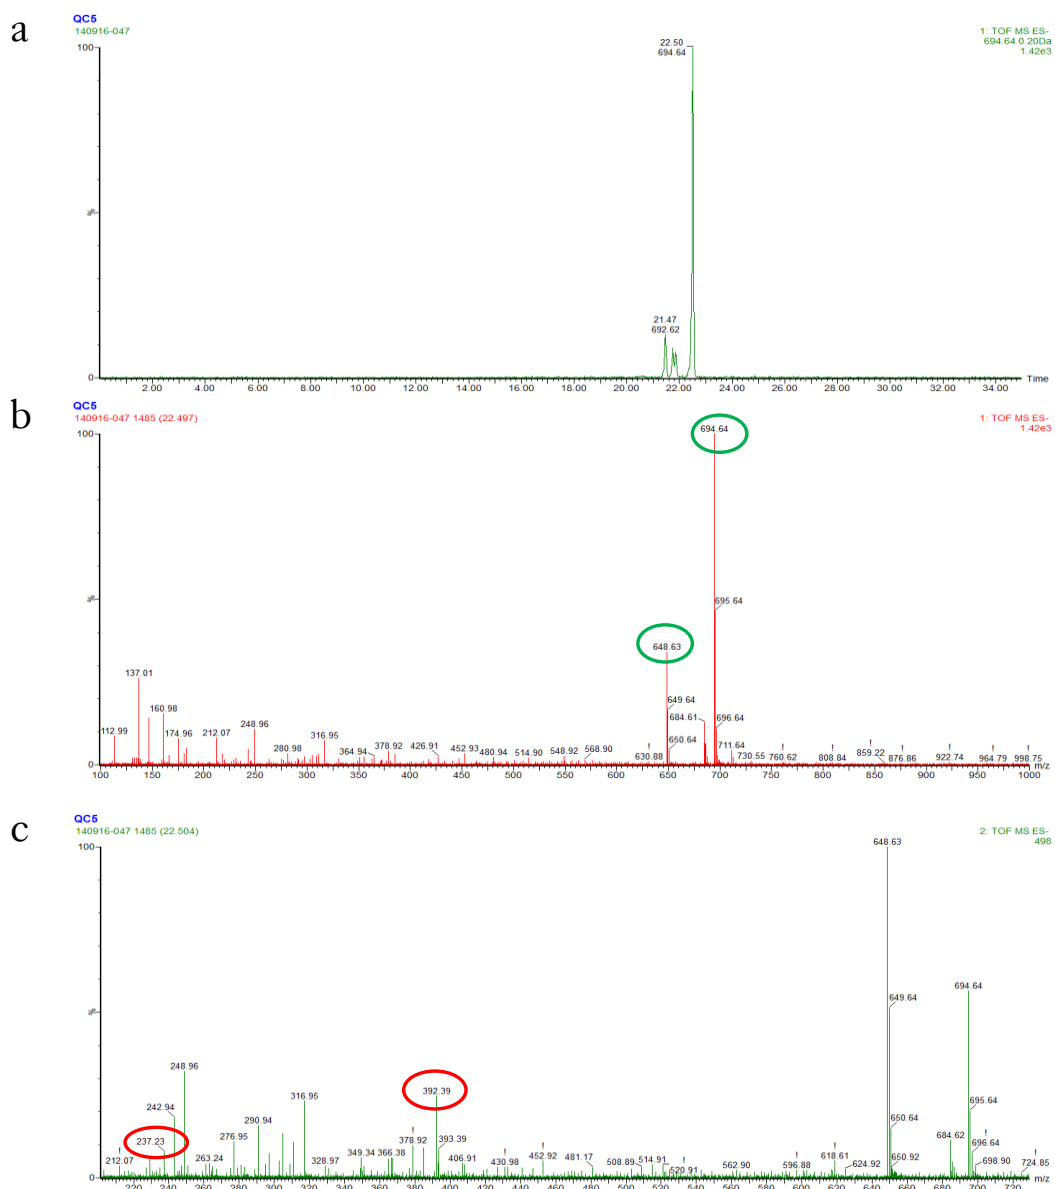 a
QC5
140916-047
1: TOF MS ES-
694.64 0.20Da
1.42e3
100
22.50
694.64
%
21.47
692.62
0
2.00 4.00 6.00 8.00 10.00 12.00 14.00 16.00 18.00 20.00 22.00 24.00 26.00 28.00 30.00 32.00 34.00 Time
b
QC5
140916-047 1485 (22.497)
1: TOF MS ES-
1.42e3
100
694.64
%
695.64
648.63
137.01
649.64
160.98
684.61
696.64
112.99 174.96 212.07 248.96 316.95
280.98 364.94 378.92 426.91 452.93 480.94 514.90 548.92 568.90 630.88 650.64 711.64 730.55 760.62 808.84 859.22 876.86 922.74 964.79 998.75
0
100 150 200 250 300 350 400 450 500 550 600 650 700 750 800 850 900 950 1000 m/z
c
QC5
140916-047 1485 (22.504)
2: TOF MS ES-
498
100
648.63
694.64
%
649.64
248.96
392.39
316.95
242.94
695.64
290.94
650.64
237.23
276.95
378.92
393.39
684.62
696.64
212.07 263.24 328.97 349.34 366.38 406.91 430.98 452.92 481.17 508.89 514.91 520.91 562.90 596.88 618.61 624.92 650.92 698.90 724.85
0
220 240 260 280 300 320 340 360 380 400 420 440 460 480 500 520 540 560 580 600 620 640 660 680 700 720 m/z